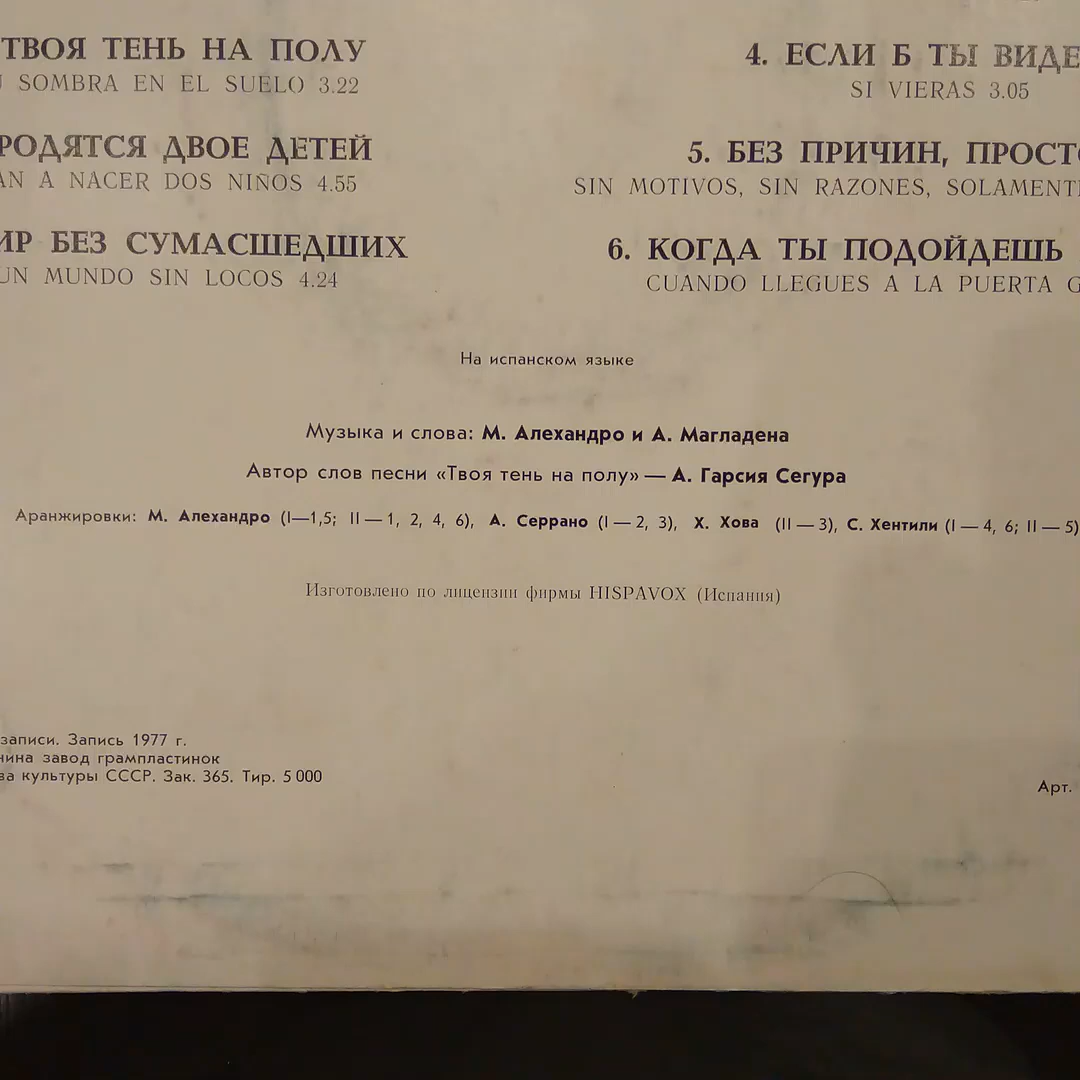 ТВОЯ ТЕНЬ НА ПОЛУ
SOMBRA EN EL SUELO 3.22
РОДЯТСЯ ДВОЕ ДЕТЕЙ
AN A NACER DOS NIÑOS 4.55
ИР БЕЗ СУМАСШЕДШИХ
UN MUNDO SIN LOCOS 4.24
4. ЕСЛИ Б ТЫ ВИДЕ
SI VIERAS 3.05
5. БЕЗ ПРИЧИН, ПРОСТО
SIN MOTIVOS, SIN RAZONES, SOLAMENT
6. КОГДА ТЫ ПОДОЙДЕШЬ
CUANDO LLEGUES A LA PUERTA
На испанском языке
Музыка и слова: М. Алехандро и А. Магладена
Автор слов песни «Твоя тень на полу» — А. Гарсия Сегура
Аранжировки: М. Алехандро (I—1,5; II — 1, 2, 4, 6), А. Серрано (I — 2, 3), Х. Хова (II — 3), С. Хентили (I — 4, 6; II — 5)
Изготовлено по лицензии фирмы HISPAVOX (Испания)
записи. Запись 1977 г.
нина завод грампластинок
ва культуры СССР. Зак. 365. Тир. 5 000
Арт.